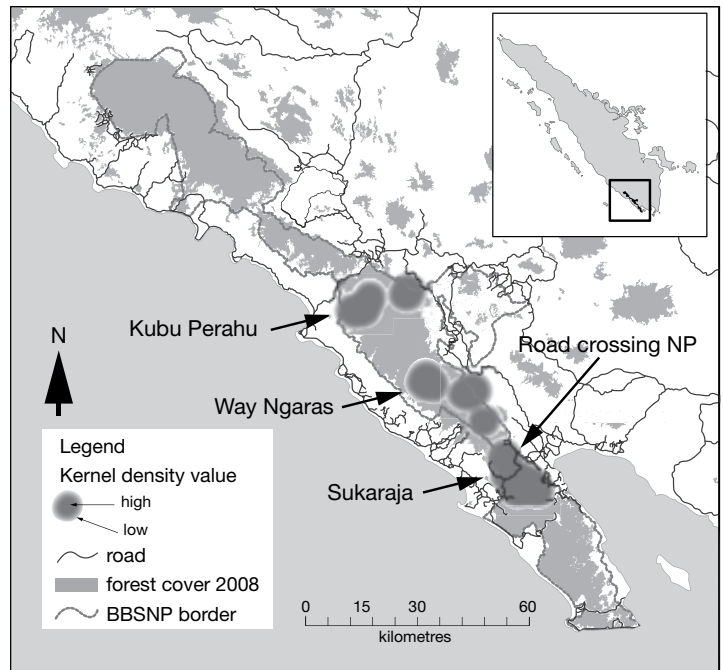 Kubu Perahu
Road crossing NP
N
Way Ngaras
Sukaraja
Legend
Kernel density value
high
low
road
forest cover 2008
BBSNP border
0 15 30 60
kilometres